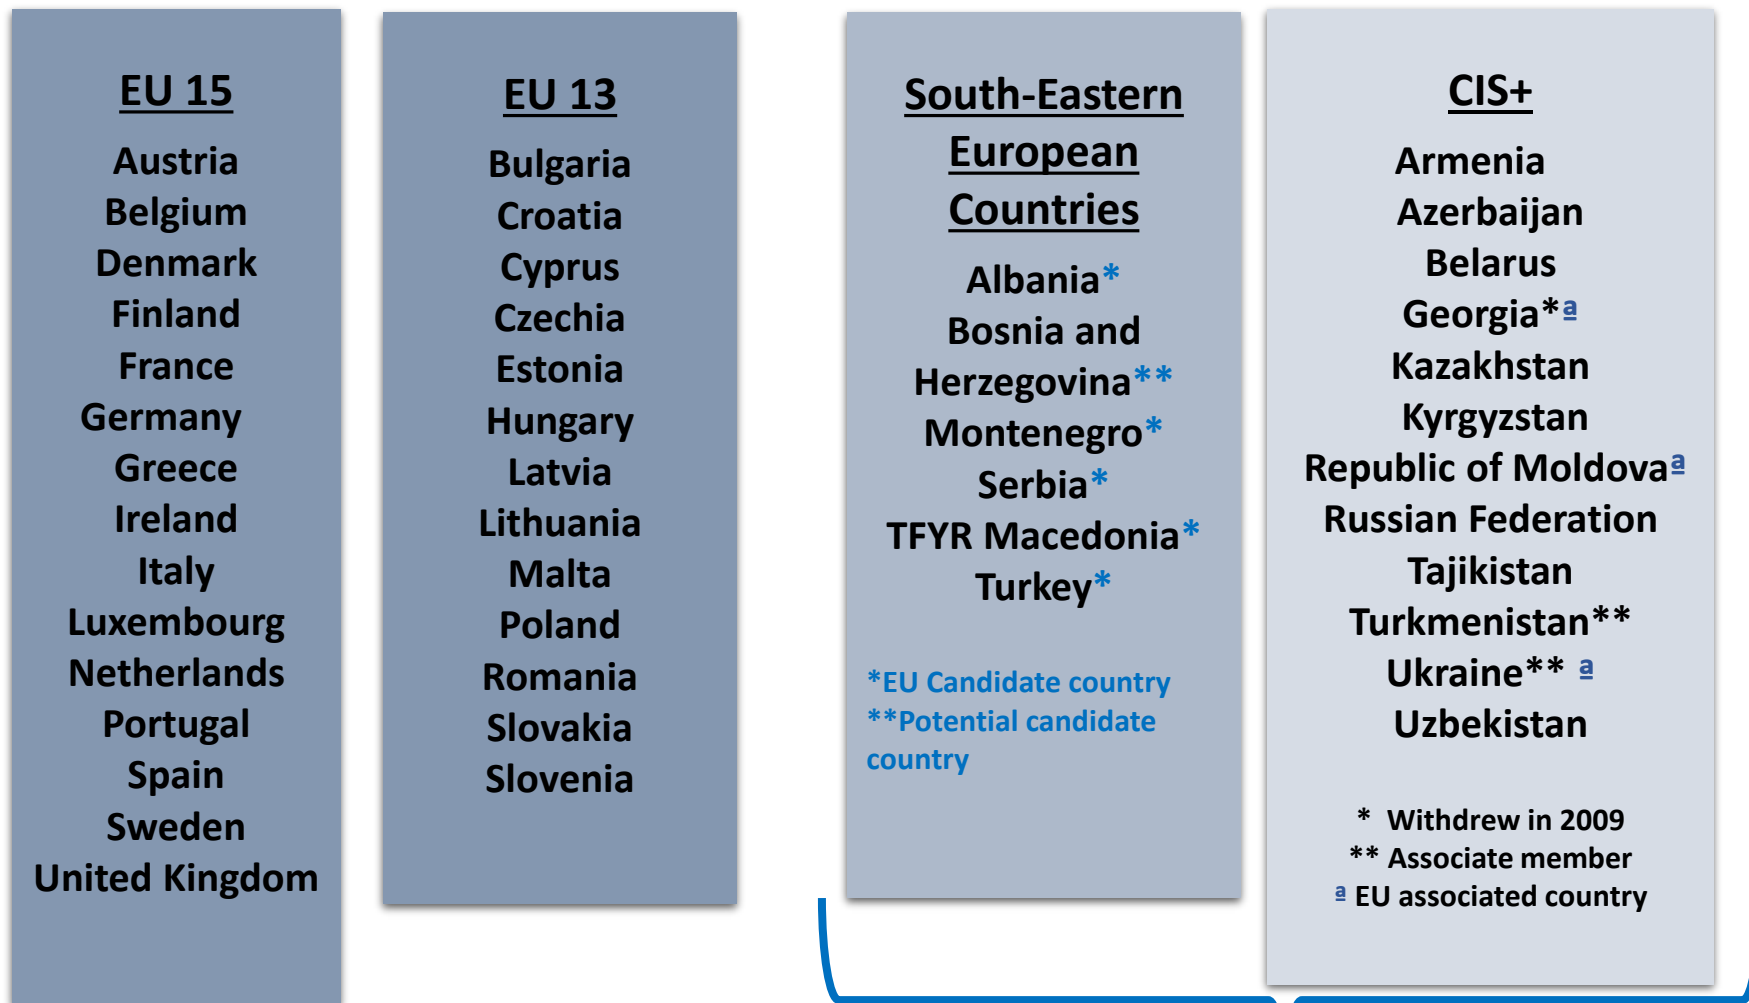 EU 15
Austria
Belgium
Denmark
Finland
France
Germany
Greece
Ireland
Italy
Luxembourg
Netherlands
Portugal
Spain
Sweden
United Kingdom
EU 13
Bulgaria
Croatia
Cyprus
Czechia
Estonia
Hungary
Latvia
Lithuania
Malta
Poland
Romania
Slovakia
Slovenia
South-Eastern
European
Countries
Albania*
Bosnia and
Herzegovina**
Montenegro*
Serbia*
TFYR Macedonia*
Turkey*
*EU Candidate country
**Potential candidate
country
CIS+
Armenia
Azerbaijan
Belarus
Georgia*ª
Kazakhstan
Kyrgyzstan
Republic of Moldovaª
Russian Federation
Tajikistan
Turkmenistan**
Ukraine** ª
Uzbekistan
* Withdrew in 2009
** Associate member
ª EU associated country